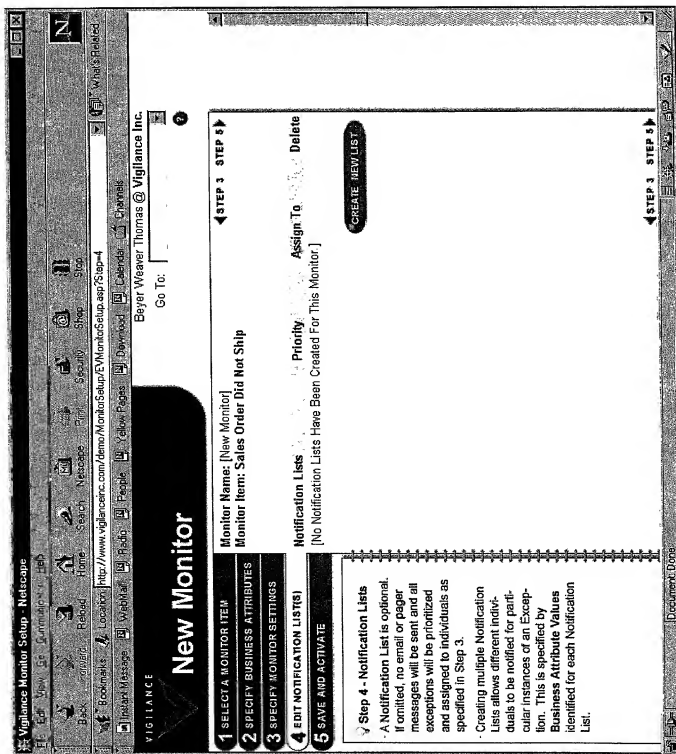 Vigilance Monitor Setup - Netscape
File Edit View Go Communicator Help
Back Forward Reload Home Search Netscape Print Security Shop Stop
Bookmarks Location: http://www.vigilanceinc.com/demo/MonitorSetup/EVMonitorSetup.asp?Step=4 What's Related
Instant Message WebMail Radio People Yellow Pages Download Calendar Channels
VIGILANCE
New Monitor
Beyer Weaver Thomas @ Vigilance Inc.
Go To:
?
1 SELECT A MONITOR ITEM
2 SPECIFY BUSINESS ATTRIBUTES
3 SPECIFY MONITOR SETTINGS
4 EDIT NOTIFICATION LIST(S)
5 SAVE AND ACTIVATE
Step 4 - Notification Lists
- A Notification List is optional.
If omitted, no email or pager
messages will be sent and all
exceptions will be prioritized
and assigned to individuals as
specified in Step 3.
- Creating multiple Notification
Lists allows different indivi-
duals to be notified for parti-
cular instances of an Excep-
tion. This is specified by
Business Attribute Values
identified for each Notification
List.
Monitor Name: [New Monitor]
Monitor Item: Sales Order Did Not Ship
STEP 3 STEP 5
Notification Lists Priority Assign To Delete
[No Notification Lists Have Been Created For This Monitor.]
CREATE NEW LIST
STEP 3 STEP 5
Document: Done